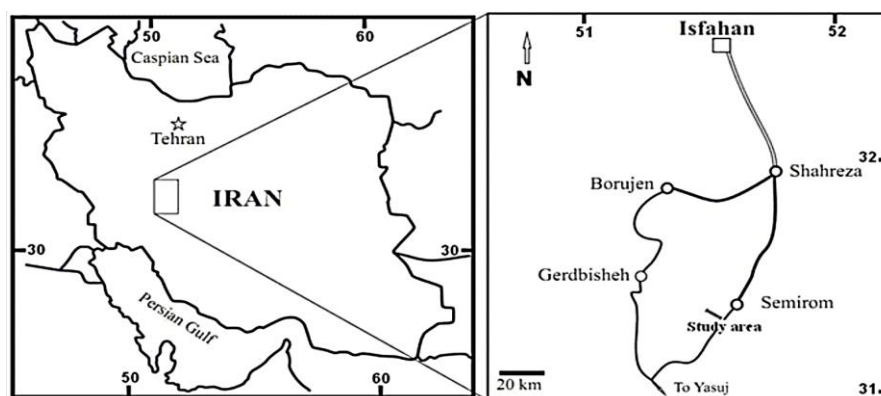 50
60
Caspian Sea
Tehran
IRAN
30
30
Persian Gulf
50
60
51
52
Isfahan
N
32
Shahreza
Borujen
Gerdbisheh
Semirom
Study area
20 km
To Yasuj
31